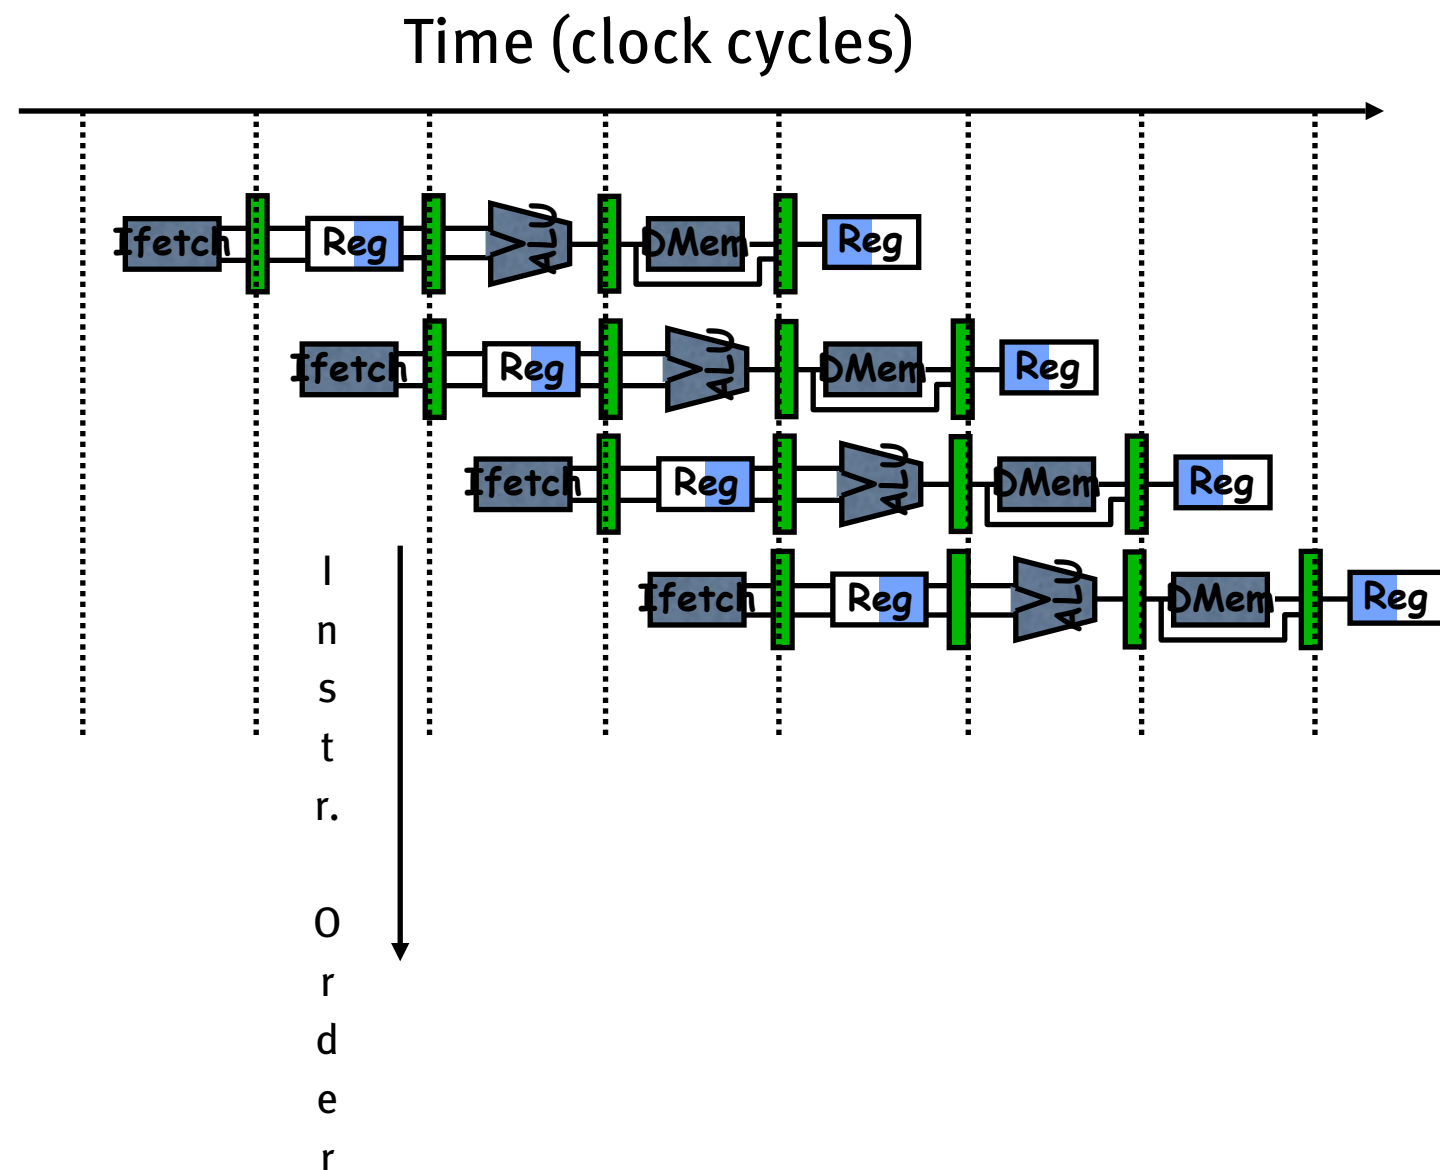 Time (clock cycles)
Ifetch Reg ALU DMem Reg
Ifetch Reg ALU DMem Reg
Ifetch Reg ALU DMem Reg
Ifetch Reg ALU DMem Reg
I
n
s
t
r.
O
r
d
e
r